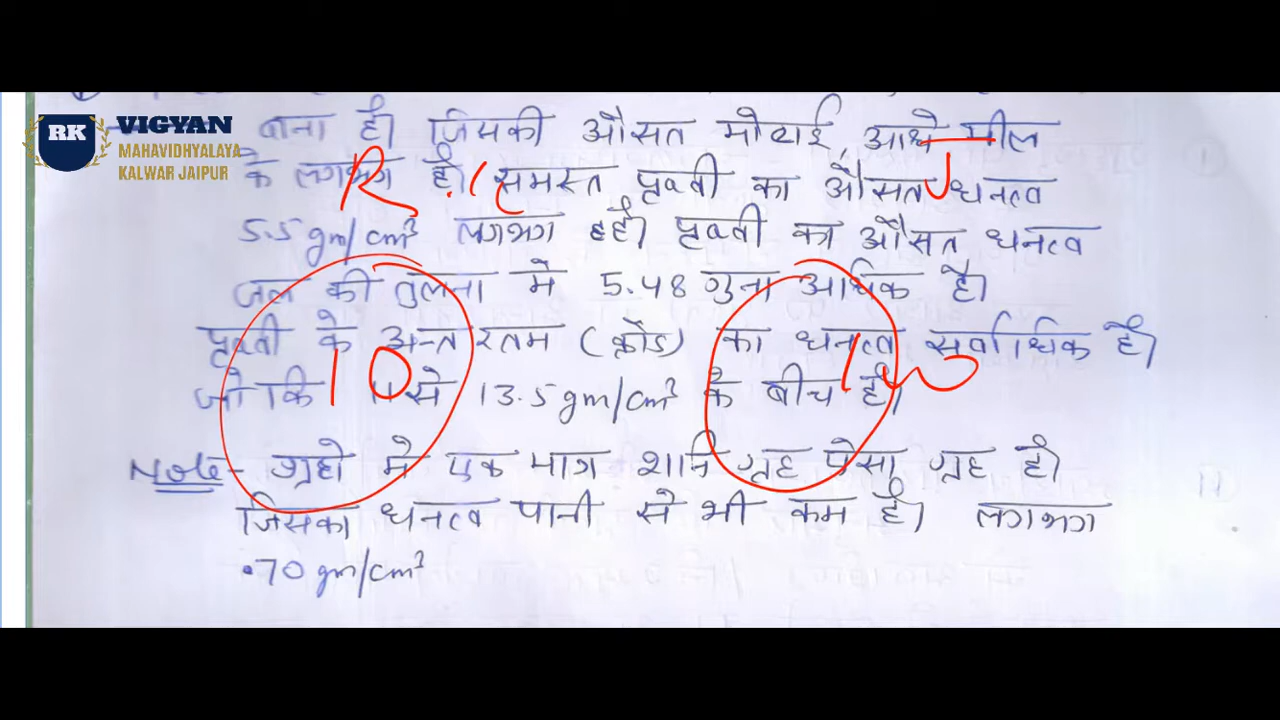 RK
VIGYAN
MAHAVIDHYALAYA
KALWAR JAIPUR
बाना है। जिसकी औसत मोटाई, आधे मील
के लगभग है। समस्त पृथ्वी का औसत घनत्व
5.5 gm/cm³ लगभग है। पृथ्वी का औसत घनत्व
जल की तुलना में 5.48 गुना अधिक है।
पृथ्वी के अन्तरतम (क्रोड) का घनत्व सर्वाधिक है।
जो कि 11 से 13.5 gm/cm³ के बीच है।
Note- ग्रहो मे एक मात्र शनि ग्रह ऐसा ग्रह है।
जिसका घनत्व पानी से भी कम है। लगभग
.70 gm/cm³
R.K
J
10